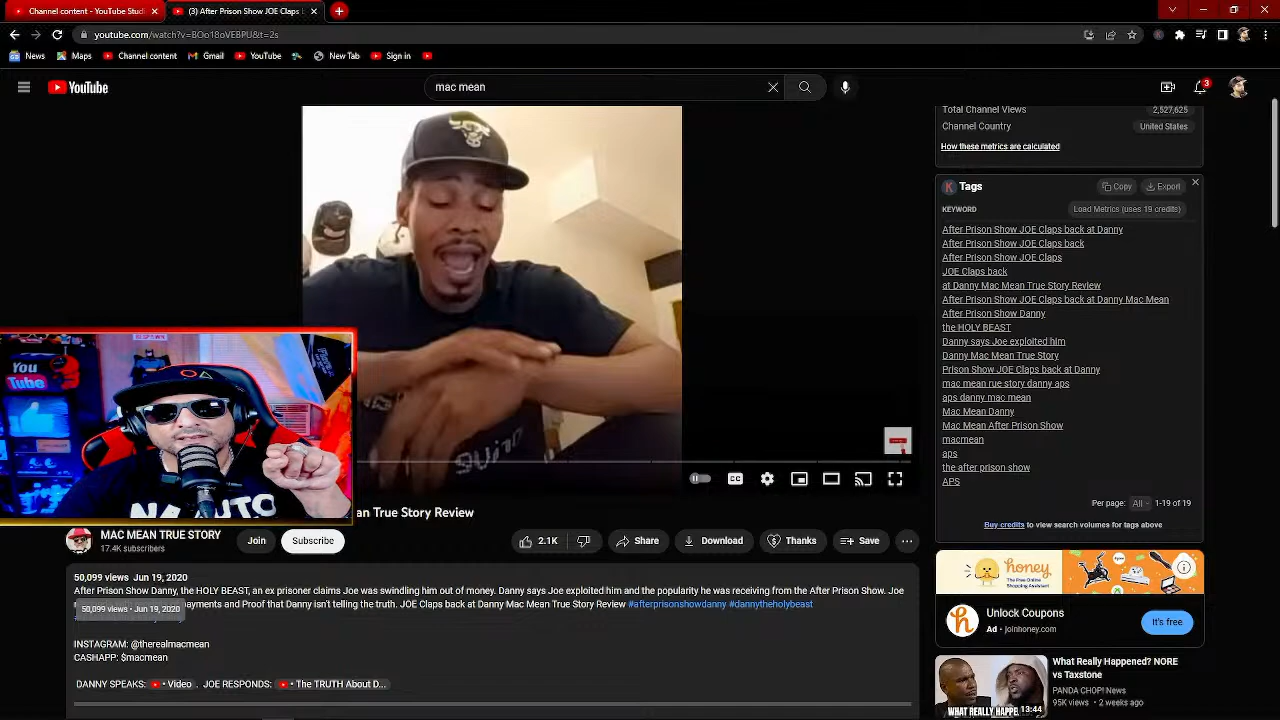 Channel content - YouTube Studi
(3) After Prison Show JOE Claps
youtube.com/watch?v=BOo18oVEBPU&t=2s
News
Maps
Channel content
Gmail
YouTube
New Tab
Sign in
YouTube
mac mean
3
Total Channel Views
2,527,625
Channel Country
United States
How these metrics are calculated
K Tags
Copy
Export
KEYWORD
Load Metrics (uses 19 credits)
After Prison Show JOE Claps back at Danny
After Prison Show JOE Claps back
After Prison Show JOE Claps
JOE Claps back
at Danny Mac Mean True Story Review
After Prison Show JOE Claps back at Danny Mac Mean
After Prison Show Danny
the HOLY BEAST
Danny says Joe exploited him
Danny Mac Mean True Story
Prison Show JOE Claps back at Danny
mac mean rue story danny aps
aps danny mac mean
Mac Mean Danny
Mac Mean After Prison Show
macmean
aps
the after prison show
APS
Per page: All
1-19 of 19
Buy credits to view search volumes for tags above
You
Tube
CC
an True Story Review
MAC MEAN TRUE STORY
17.4K subscribers
Join
Subscribe
2.1K
Share
Download
Thanks
Save
50,099 views Jun 19, 2020
After Prison Show Danny, the HOLY BEAST, an ex prisoner claims Joe was swindling him out of money. Danny says Joe exploited him and the popularity he was receiving from the After Prison Show. Joe
ayments and Proof that Danny isn't telling the truth. JOE Claps back at Danny Mac Mean True Story Review #afterprisonshowdanny #dannytheholybeast
50,099 views • Jun 19, 2020
INSTAGRAM: @therealmacmean
CASHAPP: $macmean
DANNY SPEAKS: • Video . JOE RESPONDS: • The TRUTH About D...
honey
The Free Online
Shopping Assistant
Unlock Coupons
Ad • joinhoney.com
It's free
What Really Happened? NORE
vs Taxstone
PANDA CHOP! News
95K views • 2 weeks ago
WHAT REALLY HAPPE
13:44